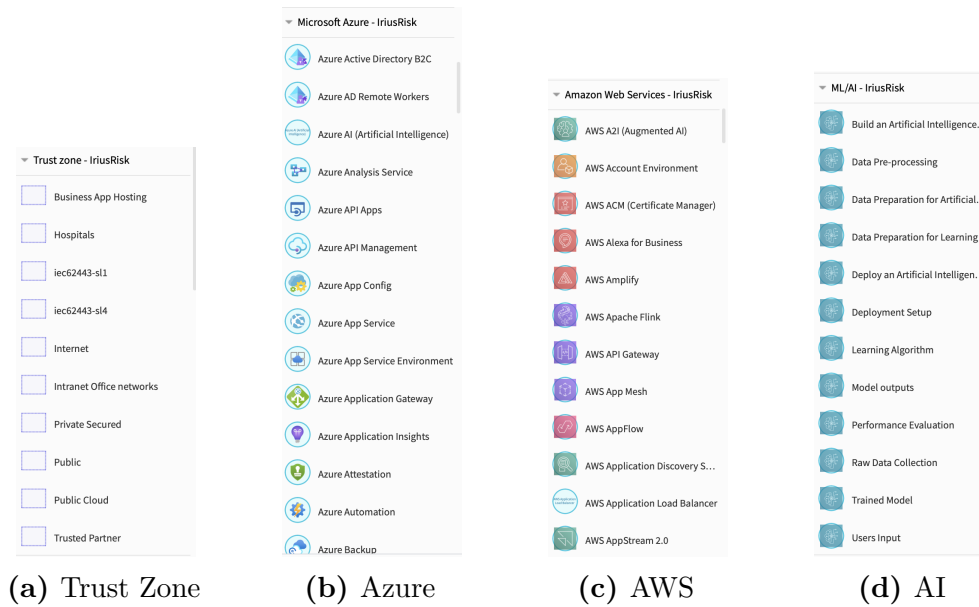 Trust zone - IriusRisk
Business App Hosting
Hospitals
iec62443-sl1
iec62443-sl4
Internet
Intranet Office networks
Private Secured
Public
Public Cloud
Trusted Partner
(a) Trust Zone
Microsoft Azure - IriusRisk
Azure Active Directory B2C
Azure AD Remote Workers
Azure AI (Artificial Intelligence)
Azure Analysis Service
Azure API Apps
Azure API Management
Azure App Config
Azure App Service
Azure App Service Environment
Azure Application Gateway
Azure Application Insights
Azure Attestation
Azure Automation
Azure Backup
(b) Azure
Amazon Web Services - IriusRisk
AWS A2I (Augmented AI)
AWS Account Environment
AWS ACM (Certificate Manager)
AWS Alexa for Business
AWS Amplify
AWS Apache Flink
AWS API Gateway
AWS App Mesh
AWS AppFlow
AWS Application Discovery S...
AWS Application Load Balancer
AWS AppStream 2.0
(c) AWS
ML/AI - IriusRisk
Build an Artificial Intelligence.
Data Pre-processing
Data Preparation for Artificial.
Data Preparation for Learning
Deploy an Artificial Intelligen.
Deployment Setup
Learning Algorithm
Model outputs
Performance Evaluation
Raw Data Collection
Trained Model
Users Input
(d) AI